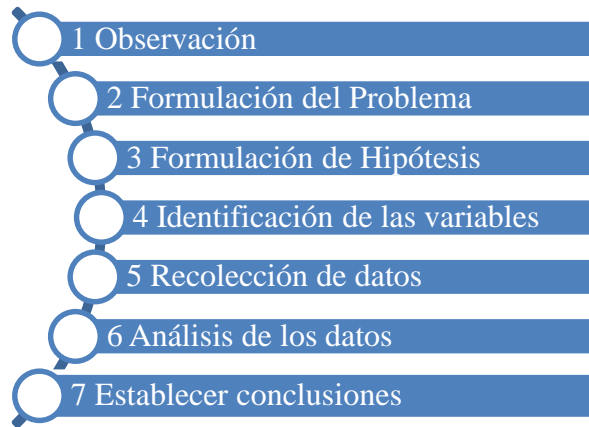 1 Observación
2 Formulación del Problema
3 Formulación de Hipótesis
4 Identificación de las variables
5 Recolección de datos
6 Análisis de los datos
7 Establecer conclusiones